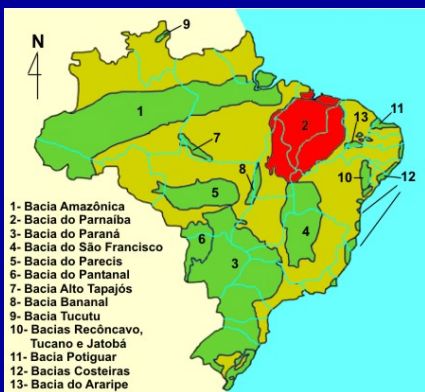 N
9
1
2
13
11
7
8
10
12
5
4
6
3
1- Bacia Amazônica
2- Bacia do Parnaíba
3- Bacia do Paraná
4- Bacia do São Francisco
5- Bacia do Parecis
6- Bacia do Pantanal
7- Bacia Alto Tapajós
8- Bacia Bananal
9- Bacia Tucutu
10- Bacias Recôncavo,
Tucano e Jatobá
11- Bacia Potiguar
12- Bacias Costeiras
13- Bacia do Araripe